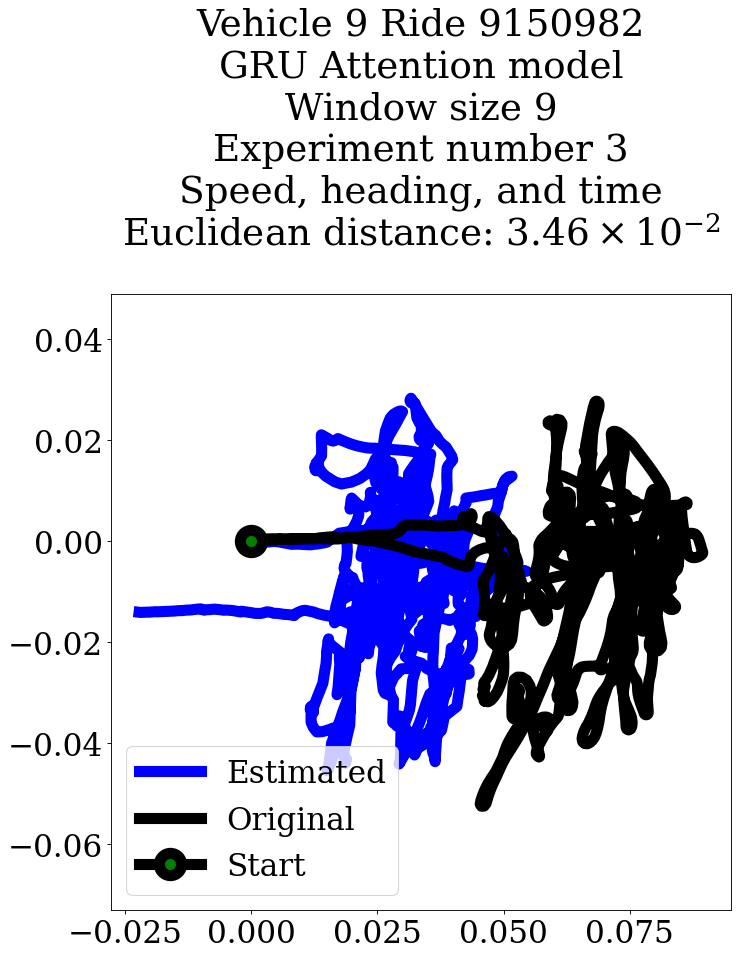 Vehicle 9 Ride 9150982
GRU Attention model
Window size 9
Experiment number 3
Speed, heading, and time
Euclidean distance: 3.46 × 10⁻²
0.04
0.02
0.00
−0.02
−0.04
−0.06
Estimated
Original
Start
−0.025 0.000 0.025 0.050 0.075